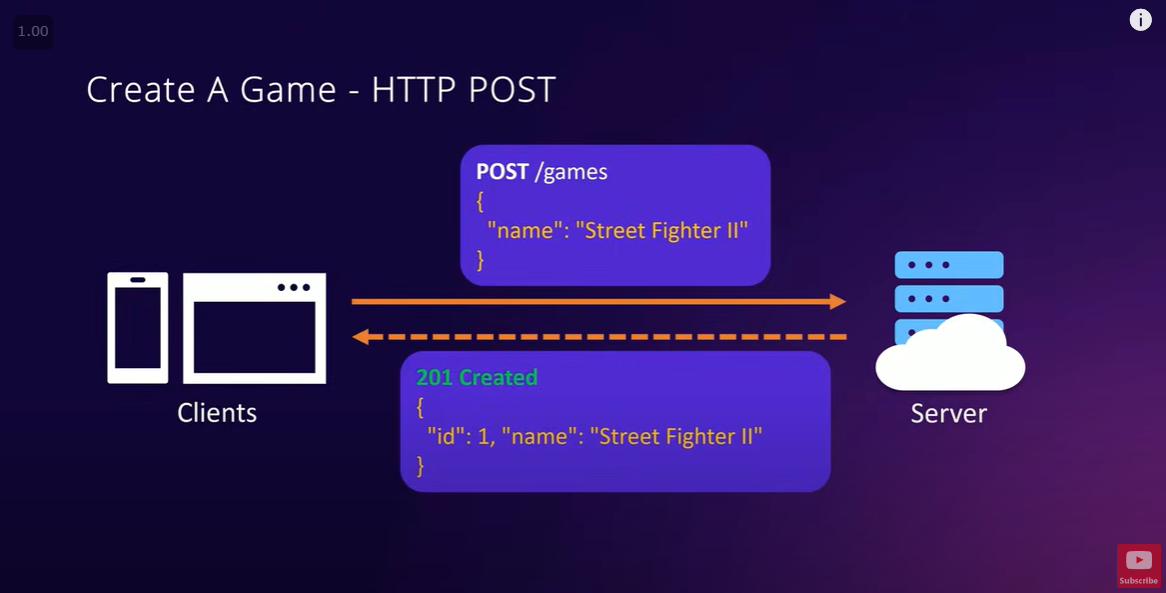 1.00
i
Create A Game - HTTP POST
POST /games
{
"name": "Street Fighter II"
}
201 Created
{
"id": 1, "name": "Street Fighter II"
}
Clients
Server
Subscribe